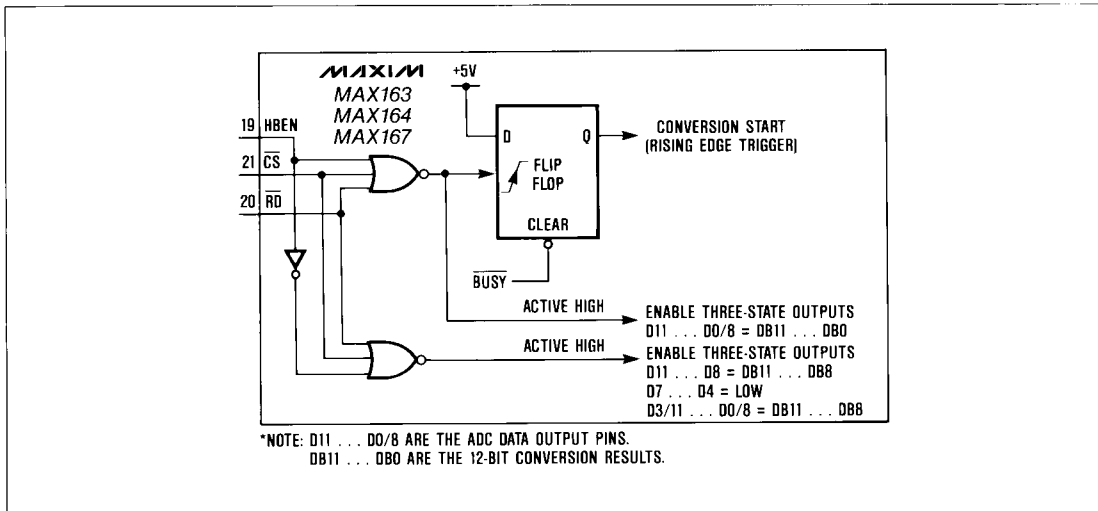 MAXIM
MAX163
MAX164
MAX167
+5V
19 HBEN
21 CS
20 RD
D Q
FLIP
FLOP
CLEAR
BUSY
CONVERSION START
(RISING EDGE TRIGGER)
ACTIVE HIGH
ENABLE THREE-STATE OUTPUTS
D11 . . . D0/8 = DB11 . . . DB0
ACTIVE HIGH
ENABLE THREE-STATE OUTPUTS
D11 . . . D8 = DB11 . . . DB8
D7 . . . D4 = LOW
D3/11 . . . D0/8 = DB11 . . . DB8
*NOTE: D11 . . . D0/8 ARE THE ADC DATA OUTPUT PINS.
DB11 . . . DB0 ARE THE 12-BIT CONVERSION RESULTS.